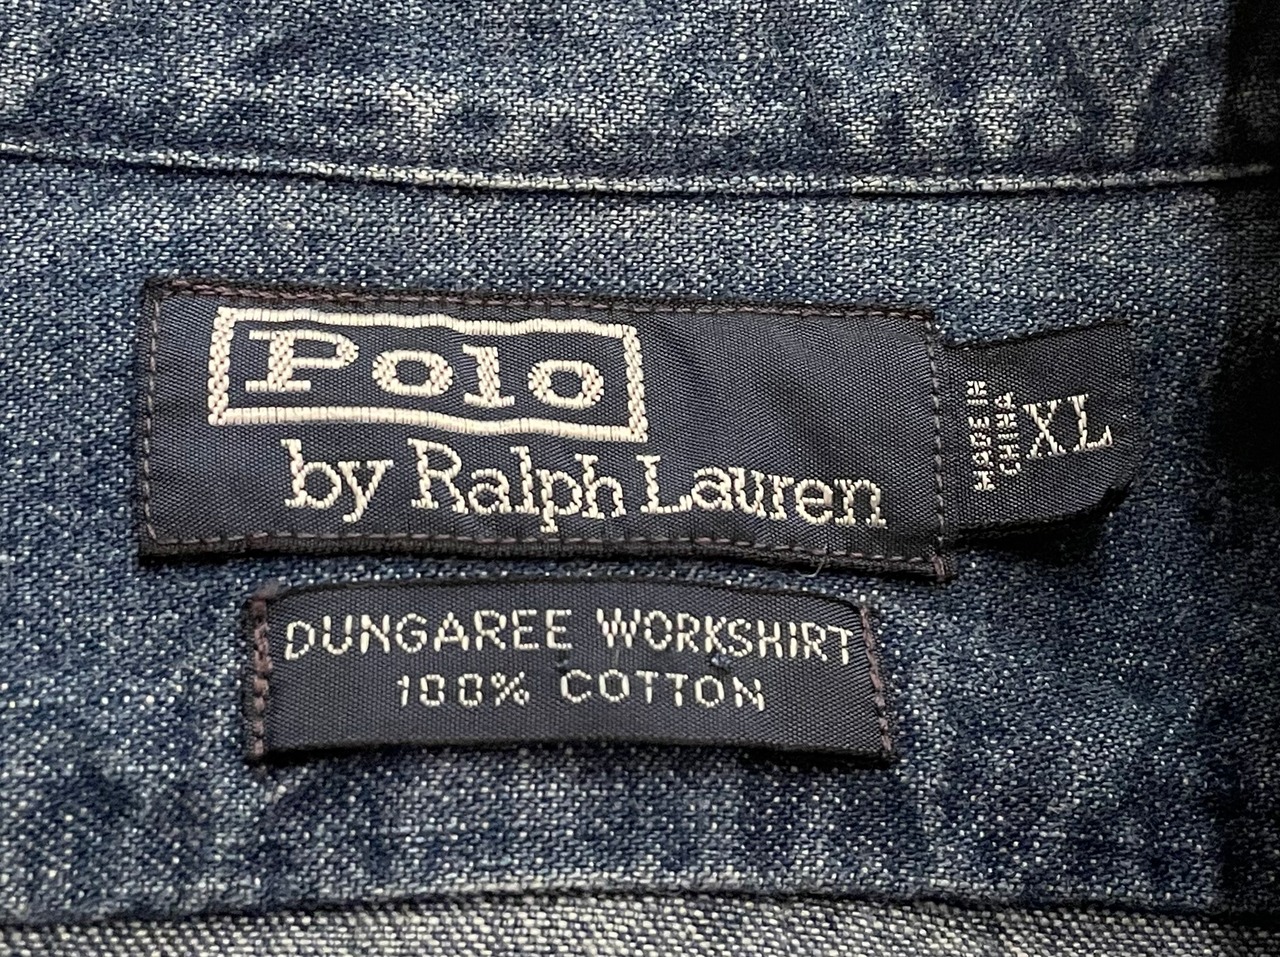 Polo
by Ralph Lauren
MADE IN
CHINA
XL
DUNGAREE WORKSHIRT
100% COTTON